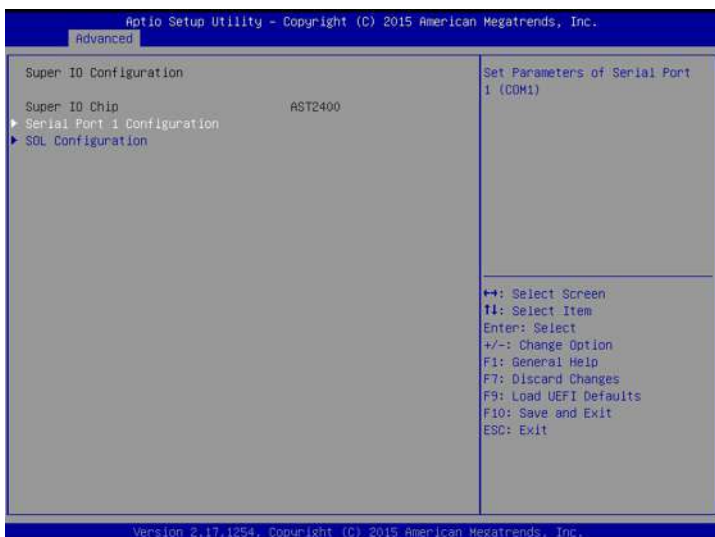 Aptio Setup Utility – Copyright (C) 2015 American Megatrends, Inc.
Advanced
Super IO Configuration
Super IO Chip AST2400
Serial Port 1 Configuration
SOL Configuration
Set Parameters of Serial Port
1 (COM1)
↔: Select Screen
↑↓: Select Item
Enter: Select
+/-: Change Option
F1: General Help
F7: Discard Changes
F9: Load UEFI Defaults
F10: Save and Exit
ESC: Exit
Version 2.17.1254. Copyright (C) 2015 American Megatrends, Inc.